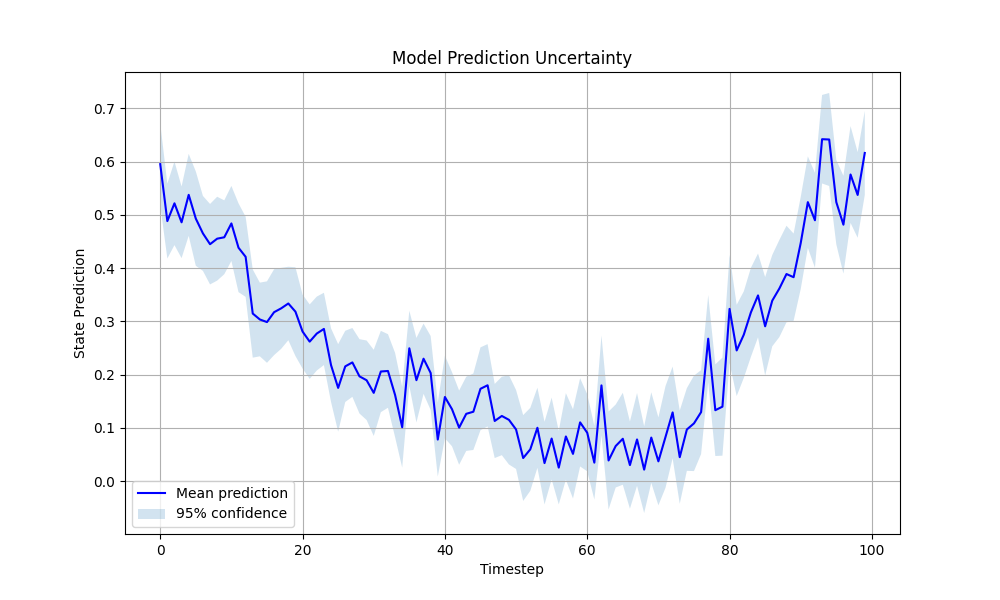 Model Prediction Uncertainty
State Prediction
0.7
0.6
0.5
0.4
0.3
0.2
0.1
0.0
Mean prediction
95% confidence
0 20 40 60 80 100
Timestep